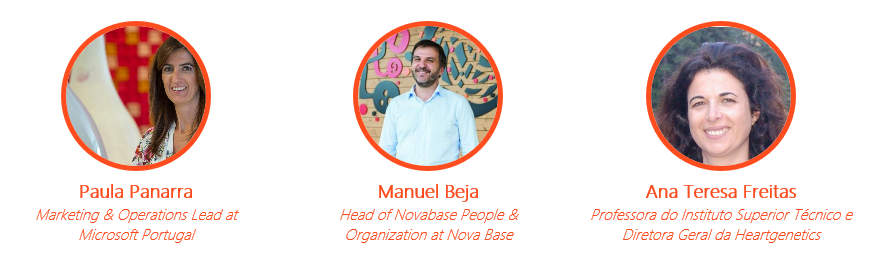 Paula Panarra
Marketing & Operations Lead at
Microsoft Portugal
Manuel Beja
Head of Novabase People &
Organization at Nova Base
Ana Teresa Freitas
Professora do Instituto Superior Técnico e
Diretora Geral da Heartgenetics